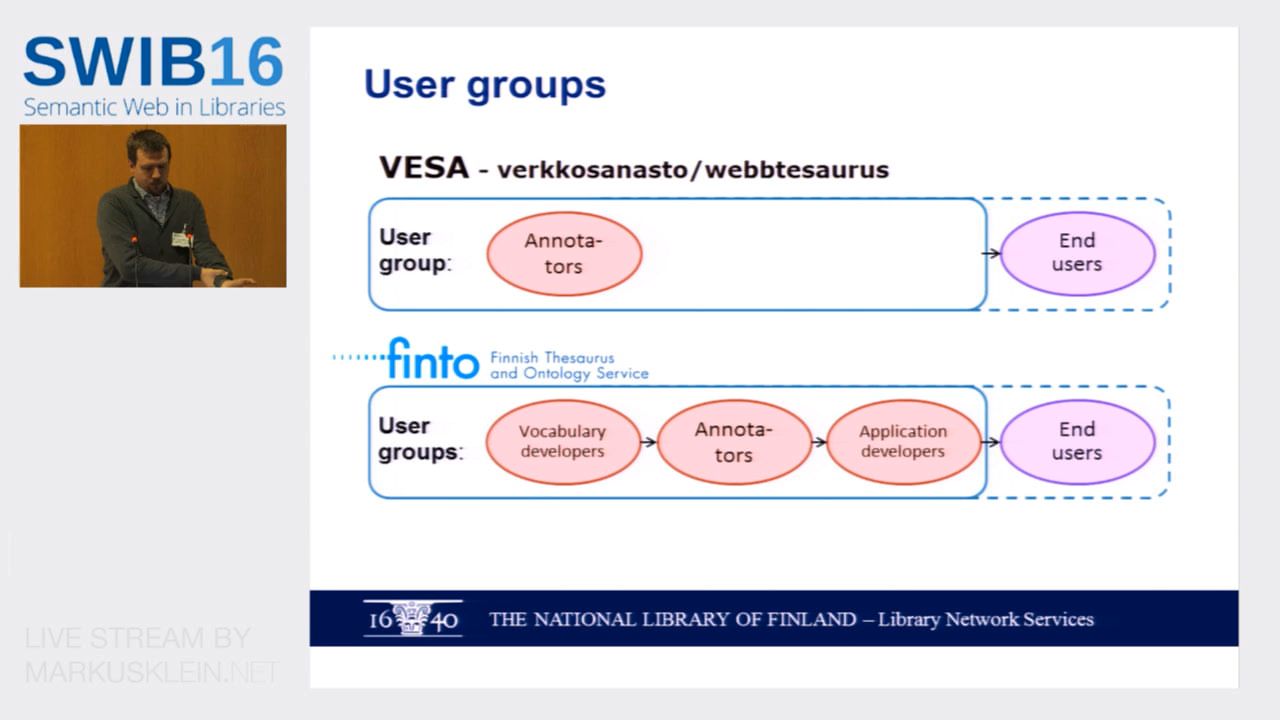 SWIB16
Semantic Web in Libraries
User groups
VESA - verkkosanasto/webbtesaurus
User
group:
Annota-
tors
End
users
finto
Finnish Thesaurus
and Ontology Service
User
groups:
Vocabulary
developers
Annota-
tors
Application
developers
End
users
1640
THE NATIONAL LIBRARY OF FINLAND – Library Network Services
LIVE STREAM BY
MARKUSKLEIN.NET